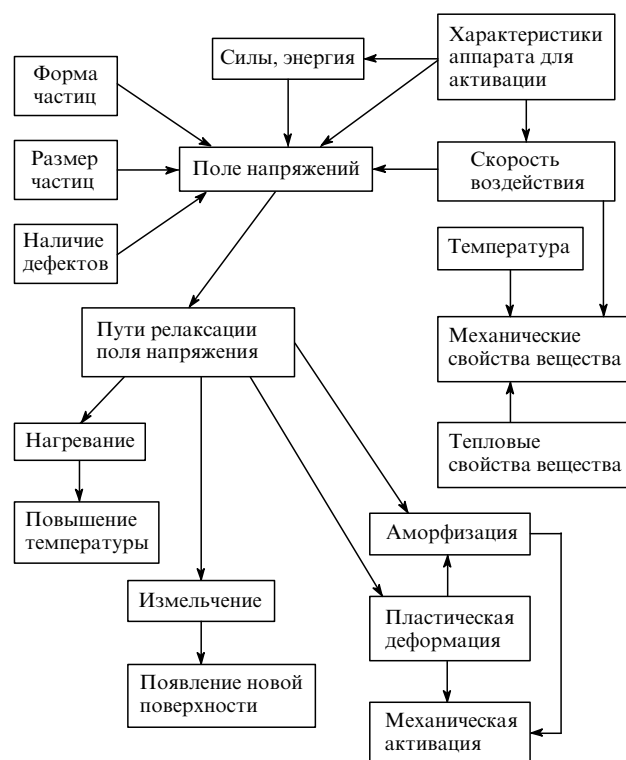 Силы, энергия
Характеристики
аппарата для
активации
Форма
частиц
Размер
частиц
Поле напряжений
Скорость
воздействия
Наличие
дефектов
Температура
Пути релаксации
поля напряжения
Механические
свойства вещества
Нагревание
Тепловые
свойства вещества
Повышение
температуры
Аморфизация
Измельчение
Пластическая
деформация
Появление новой
поверхности
Механическая
активация